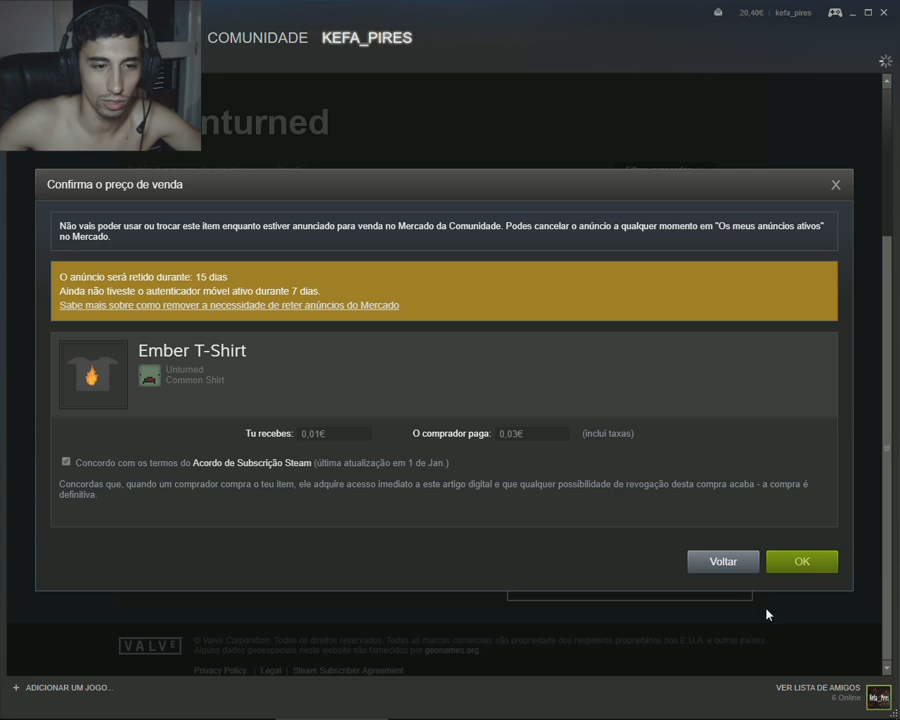 20,40€ | kefa_pires
COMUNIDADE KEFA_PIRES
nturned
Confirma o preço de venda
X
Não vais poder usar ou trocar este item enquanto estiver anunciado para venda no Mercado da Comunidade. Podes cancelar o anúncio a qualquer momento em "Os meus anúncios ativos"
no Mercado.
O anúncio será retido durante: 15 dias
Ainda não tiveste o autenticador móvel ativo durante 7 dias.
Sabe mais sobre como remover a necessidade de reter anúncios do Mercado
Ember T-Shirt
Unturned
Common Shirt
Tu recebes: 0,01€ O comprador paga: 0,03€ (inclui taxas)
Concordo com os termos do Acordo de Subscrição Steam (última atualização em 1 de Jan.)
Concordas que, quando um comprador compra o teu item, ele adquire acesso imediato a este artigo digital e que qualquer possibilidade de revogação desta compra acaba - a compra é
definitiva.
Voltar OK
VALVE
© Valve Corporation. Todos os direitos reservados. Todas as marcas comerciais são propriedade dos respetivos proprietários nos E.U.A. e outros países.
Alguns dados geoespaciais neste website são fornecidos por geonames.org.
Privacy Policy | Legal | Steam Subscriber Agreement
+ ADICIONAR UM JOGO...
VER LISTA DE AMIGOS
6 Online